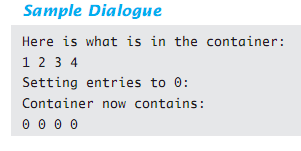 Sample Dialogue
Here is what is in the container:
1 2 3 4
Setting entries to 0:
Container now contains:
0 0 0 0